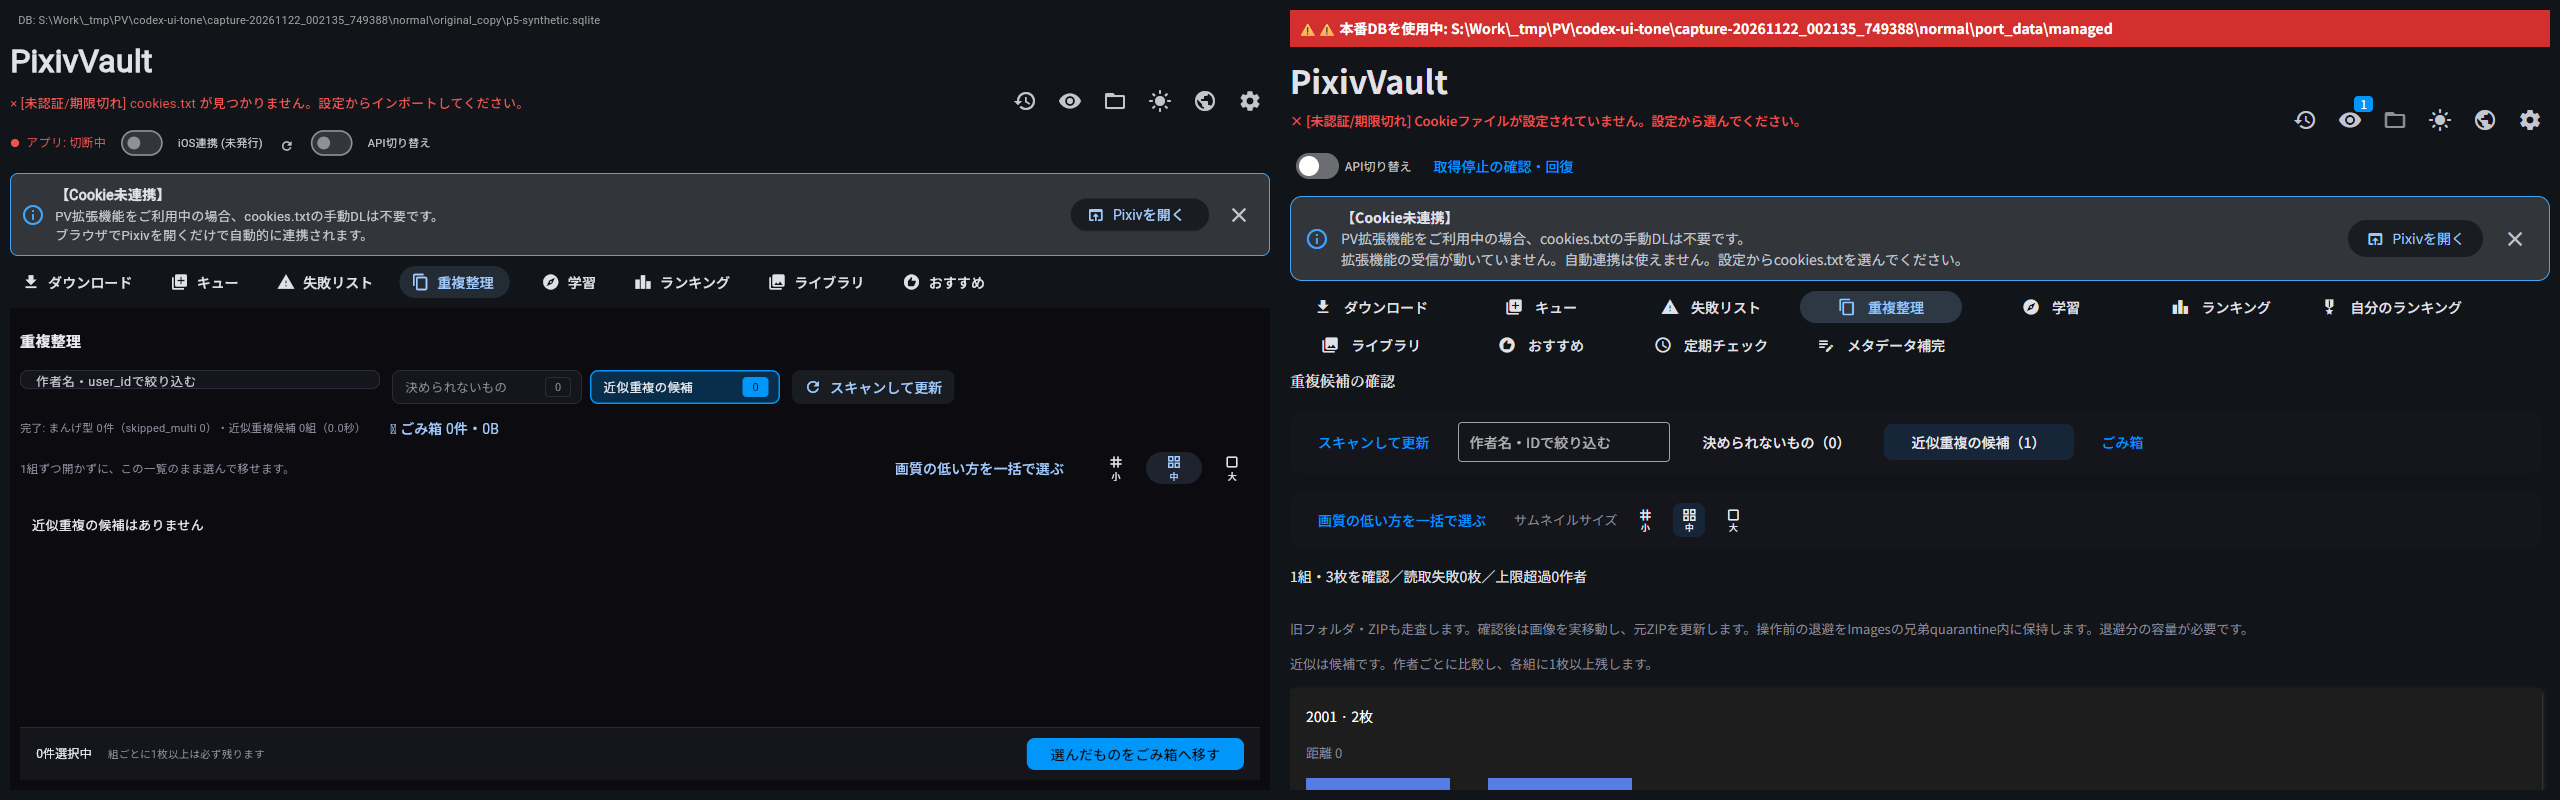 DB: S:\Work\_tmp\PV\codex-ui-tone\capture-20261122_002135_749388\normal\original_copy\p5-synthetic.sqlite
PixivVault
× [未認証/期限切れ] cookies.txt が見つかりません。設定からインポートしてください。
アプリ: 切断中
iOS連携 (未発行)
API切り替え
【Cookie未連携】
PV拡張機能をご利用中の場合、cookies.txtの手動DLは不要です。
ブラウザでPixivを開くだけで自動的に連携されます。
Pixivを開く
ダウンロード
キュー
失敗リスト
重複整理
学習
ランキング
ライブラリ
おすすめ
重複整理
作者名・user_idで絞り込む
決められないもの 0
近似重複の候補 0
スキャンして更新
完了: まんげ型 0件（skipped_multi 0）・近似重複候補 0組（0.0秒）
ごみ箱 0件・0B
1組ずつ開かずに、この一覧のまま選んで移せます。
画質の低い方を一括で選ぶ
小
中
大
近似重複の候補はありません
0件選択中
組ごとに1枚以上は必ず残ります
選んだものをごみ箱へ移す
本番DBを使用中: S:\Work\_tmp\PV\codex-ui-tone\capture-20261122_002135_749388\normal\port_data\managed
PixivVault
× [未認証/期限切れ] Cookieファイルが設定されていません。設定から選んでください。
1
API切り替え
取得停止の確認・回復
【Cookie未連携】
PV拡張機能をご利用中の場合、cookies.txtの手動DLは不要です。
拡張機能の受信が動いていません。自動連携は使えません。設定からcookies.txtを選んでください。
Pixivを開く
ダウンロード
キュー
失敗リスト
重複整理
学習
ランキング
自分のランキング
ライブラリ
おすすめ
定期チェック
メタデータ補完
重複候補の確認
スキャンして更新
作者名・IDで絞り込む
決められないもの（0）
近似重複の候補（1）
ごみ箱
画質の低い方を一括で選ぶ
サムネイルサイズ
小
中
大
1組・3枚を確認／読取失敗0枚／上限超過0作者
旧フォルダ・ZIPも走査します。確認後は画像を実移動し、元ZIPを更新します。操作前の退避をImagesの兄弟quarantine内に保持します。退避分の容量が必要です。
近似は候補です。作者ごとに比較し、各組に1枚以上残します。
2001・2枚
距離 0